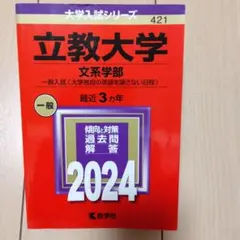 大学入試シリーズ
421
立教大学
文系学部
一般入試〈大学独自の英語を課さない日程〉
最近3カ年
一般
傾向と対策
過去問
解答
2024
教学社